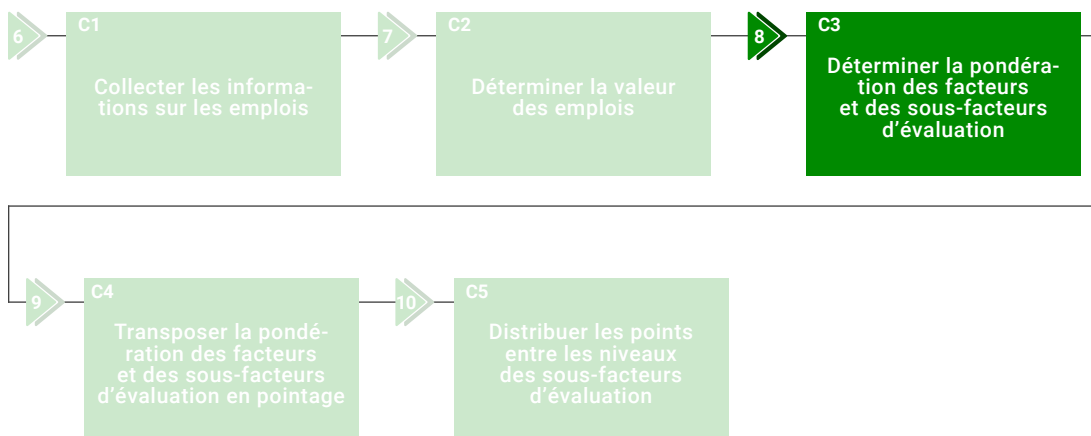 6
C1
Collecter les informa-
tions sur les emplois
7
C2
Déterminer la valeur
des emplois
8
C3
Déterminer la pondéra-
tion des facteurs
et des sous-facteurs
d'évaluation
9
C4
Transposer la pondé-
ration des facteurs
et des sous-facteurs
d'évaluation en pointage
10
C5
Distribuer les points
entre les niveaux
des sous-facteurs
d'évaluation